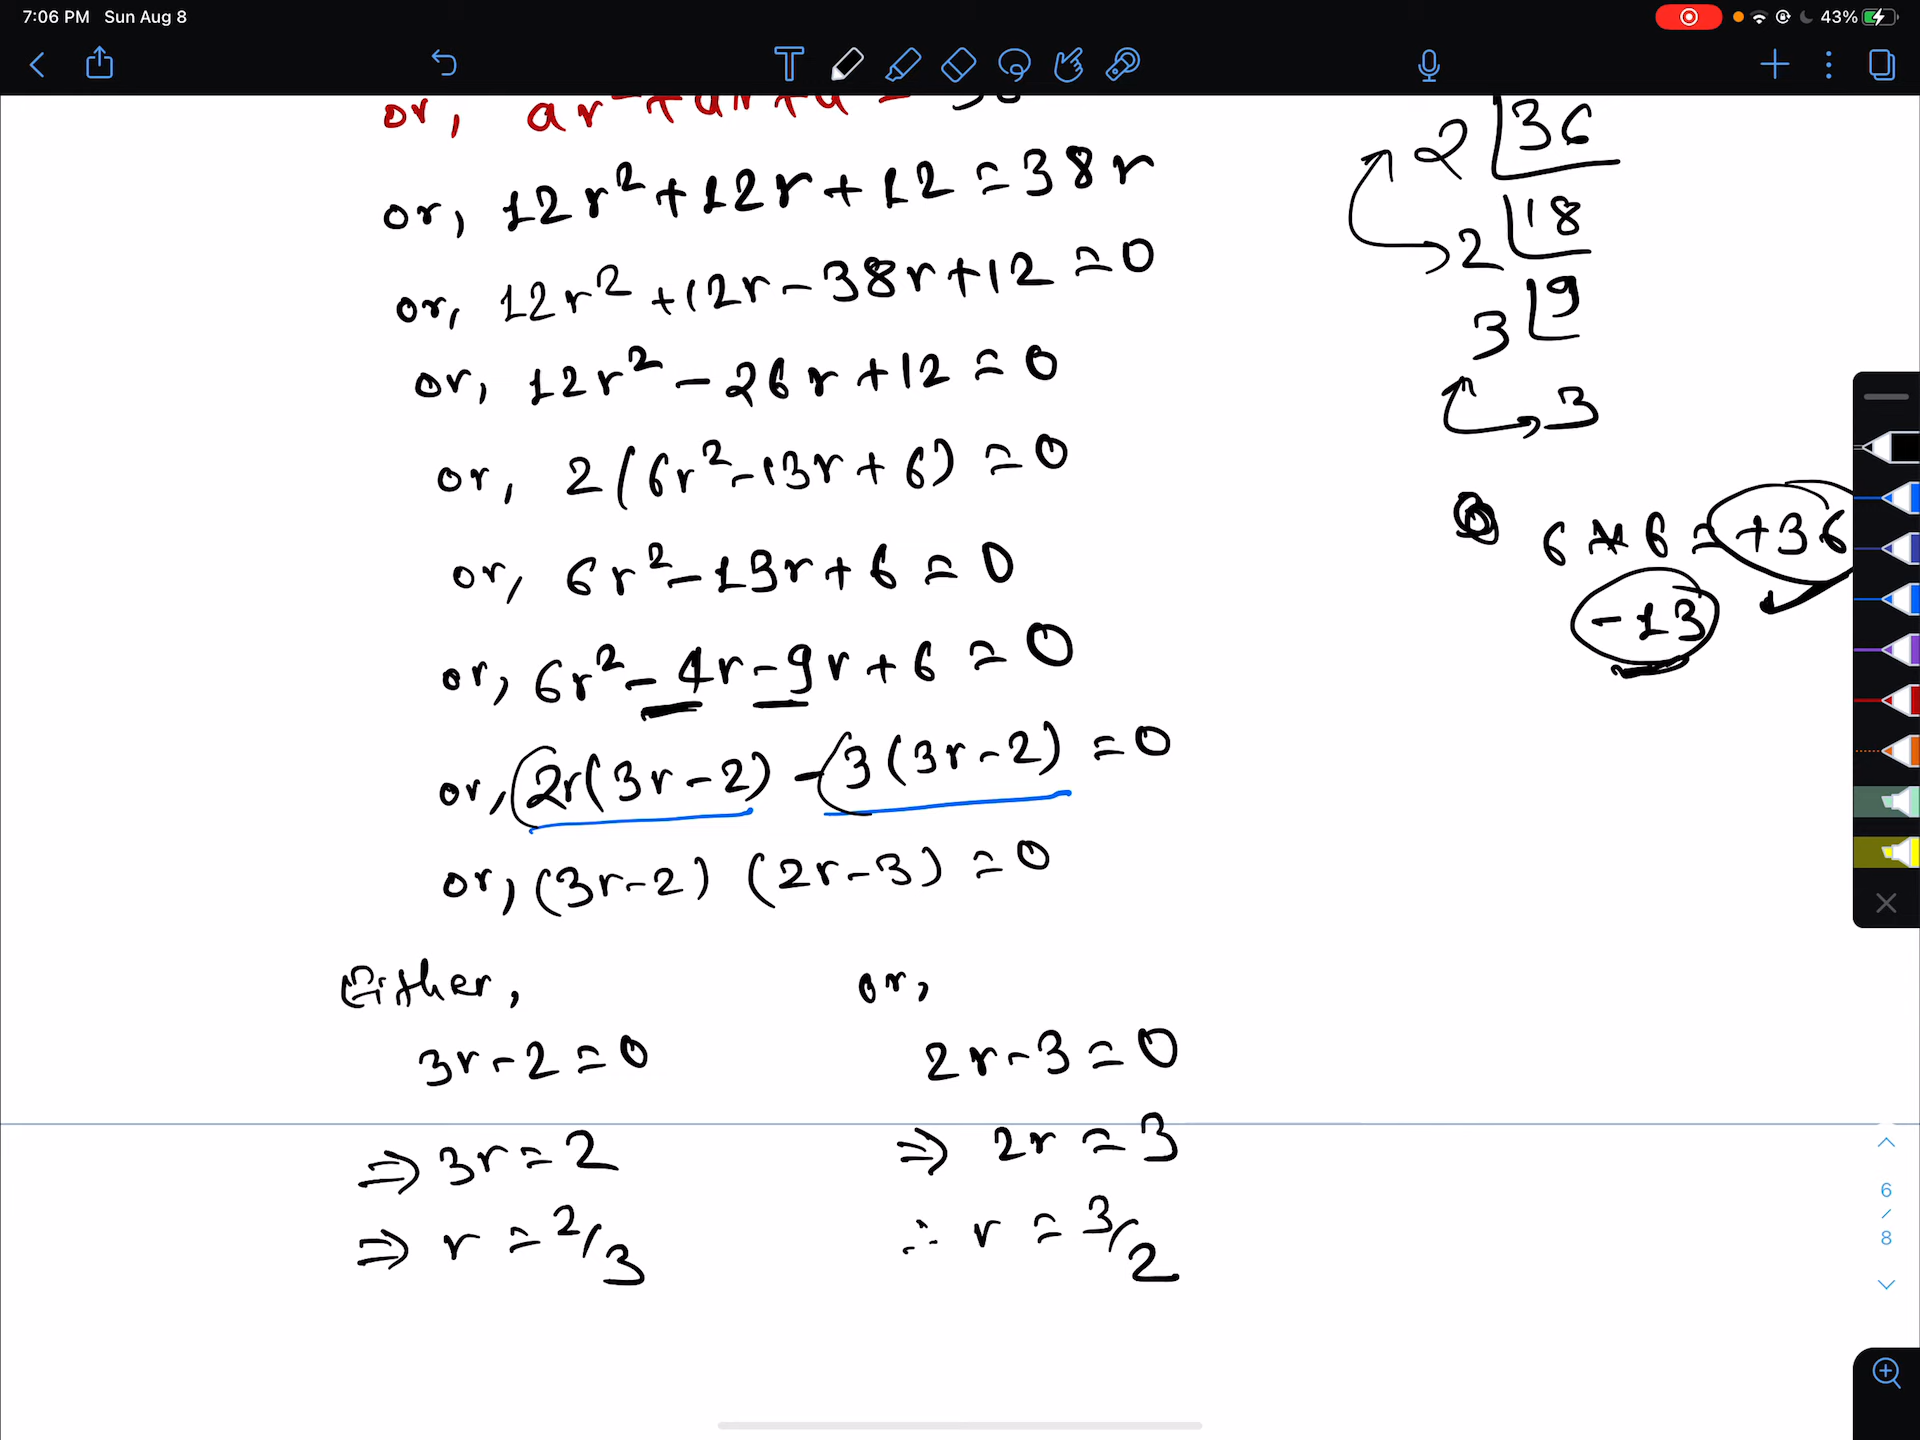 7:06 PM Sun Aug 8
43%
or,
or, 12r²+12r+12=38r
or, 12r²+12r-38r+12=0
or, 12r²-26r+12=0
or, 2(6r²-13r+6)=0
or, 6r²-13r+6=0
or, 6r²-4r-9r+6=0
or, 2r(3r-2)-3(3r-2)=0
or, (3r-2)(2r-3)=0
Either,
3r-2=0
⇒ 3r=2
⇒ r=2/3
or,
2r-3=0
⇒ 2r=3
∴ r=3/2
2 36
2 18
3 9
3
6*6=+36
-13
6
/
8